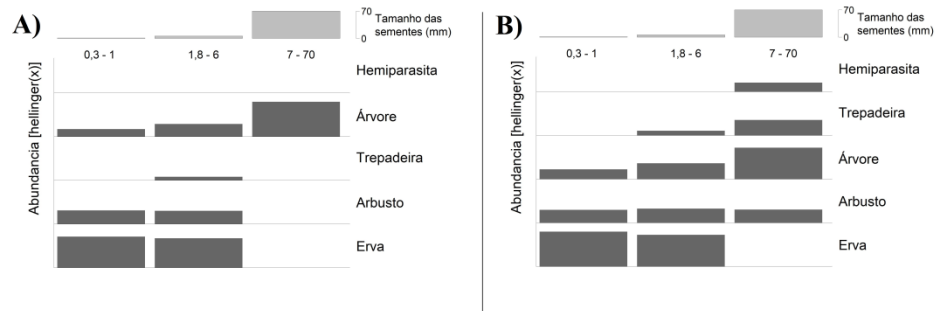 A)
70
Tamanho das
sementes (mm)
0
0,3 - 1
1,8 - 6
7 - 70
Abundancia [hellinger(x)]
Hemiparasita
Árvore
Trepadeira
Arbusto
Erva
B)
70
Tamanho das
sementes (mm)
0
0,3 - 1
1,8 - 6
7 - 70
Abundancia [hellinger(x)]
Hemiparasita
Trepadeira
Árvore
Arbusto
Erva